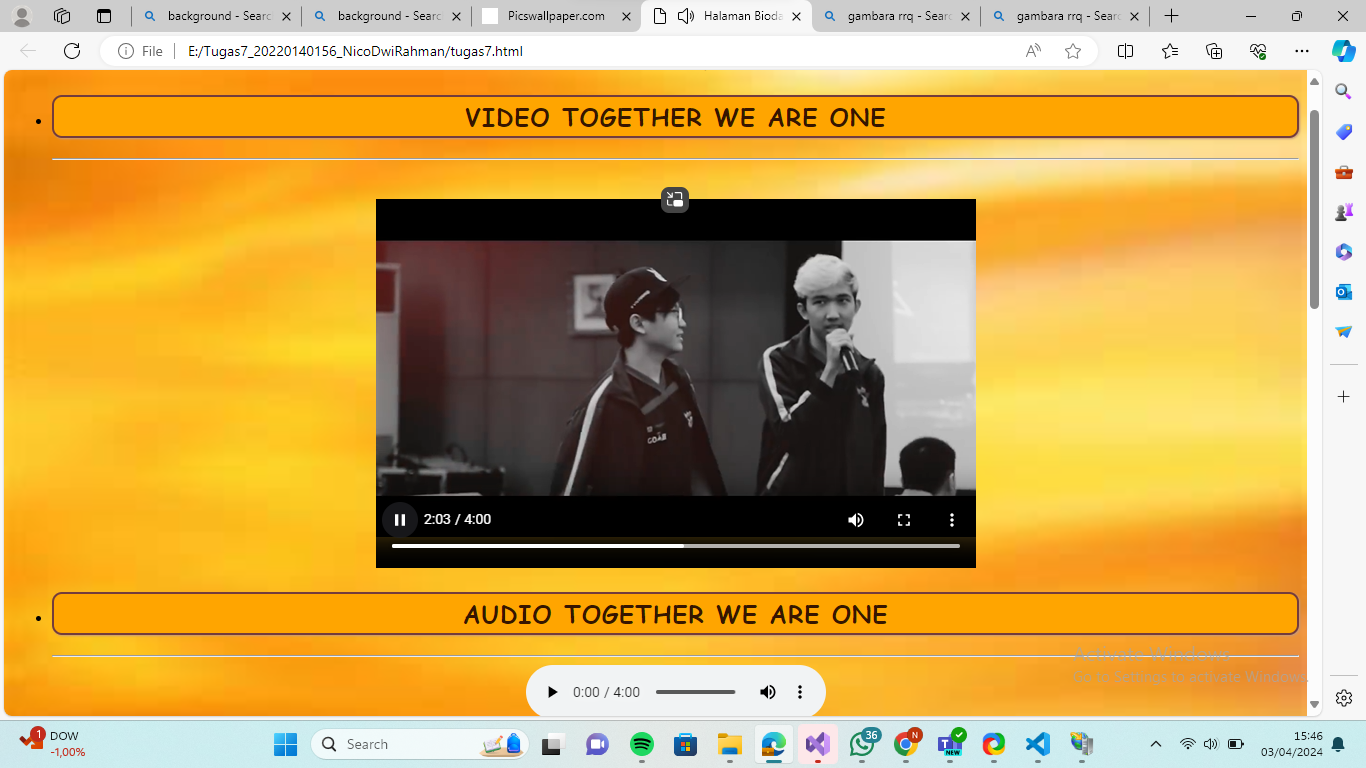 background - Searc
background - Searc
Picswallpaper.com
Halaman Bioda
gambara rrq - Searc
gambara rrq - Searc
File
E:/Tugas7_20220140156_NicoDwiRahman/tugas7.html
VIDEO TOGETHER WE ARE ONE
2:03 / 4:00
AUDIO TOGETHER WE ARE ONE
0:00 / 4:00
Activate Windows
Go to Settings to activate Windows.
1
DOW
-1,00%
Search
36
N
NEW
15:46
03/04/2024